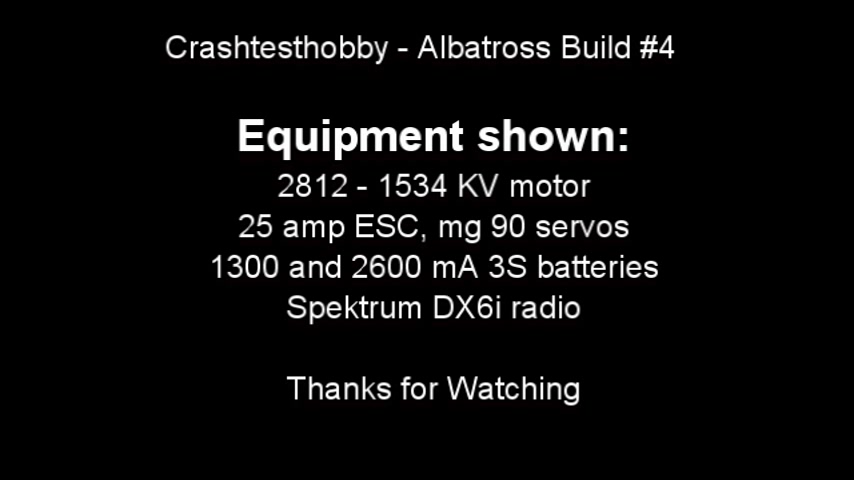 Crashtesthobby - Albatross Build #4
Equipment shown:
2812 - 1534 KV motor
25 amp ESC, mg 90 servos
1300 and 2600 mA 3S batteries
Spektrum DX6i radio
Thanks for Watching